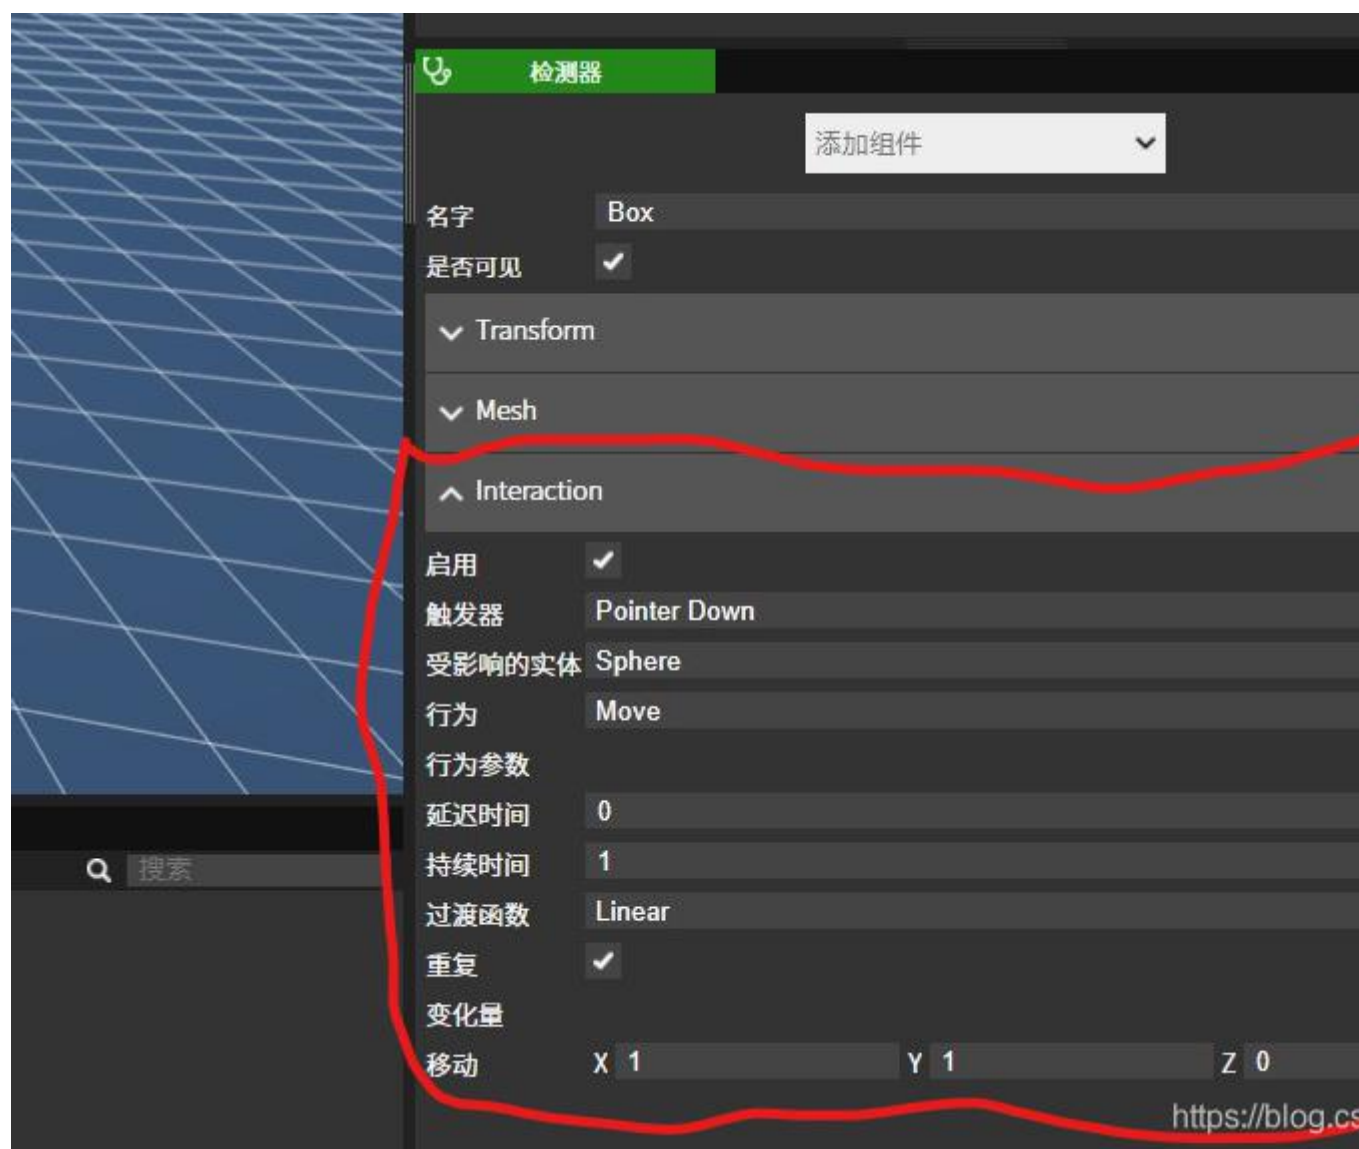 检测器
添加组件
名字 Box
是否可见
Transform
Mesh
Interaction
启用
触发器 Pointer Down
受影响的实体 Sphere
行为 Move
行为参数
延迟时间 0
搜索
持续时间 1
过渡函数 Linear
重复
变化量
移动 X 1 Y 1 Z 0
https://blog.cs